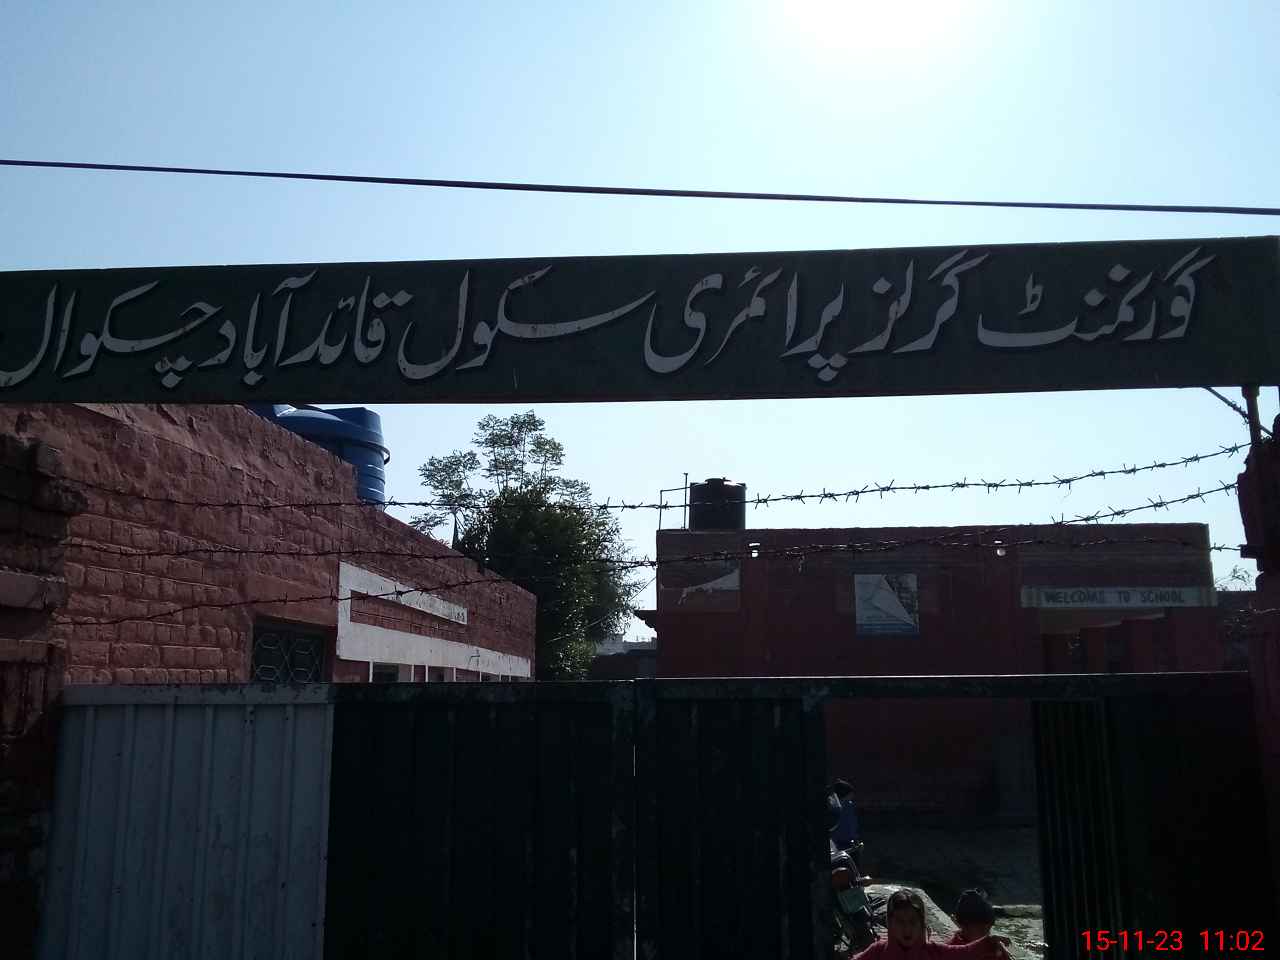 گورنمنٹ گرلز پرائمری سکول قائد آباد چکوال
WELCOME TO SCHOOL
15-11-23 11:02